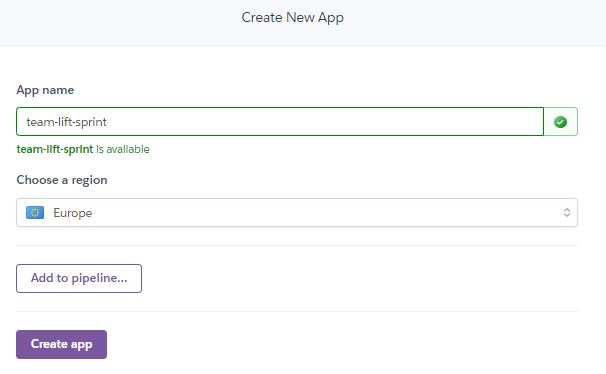 Create New App
App name
team-lift-sprint
team-lift-sprint is available
Choose a region
Europe
Add to pipeline...
Create app